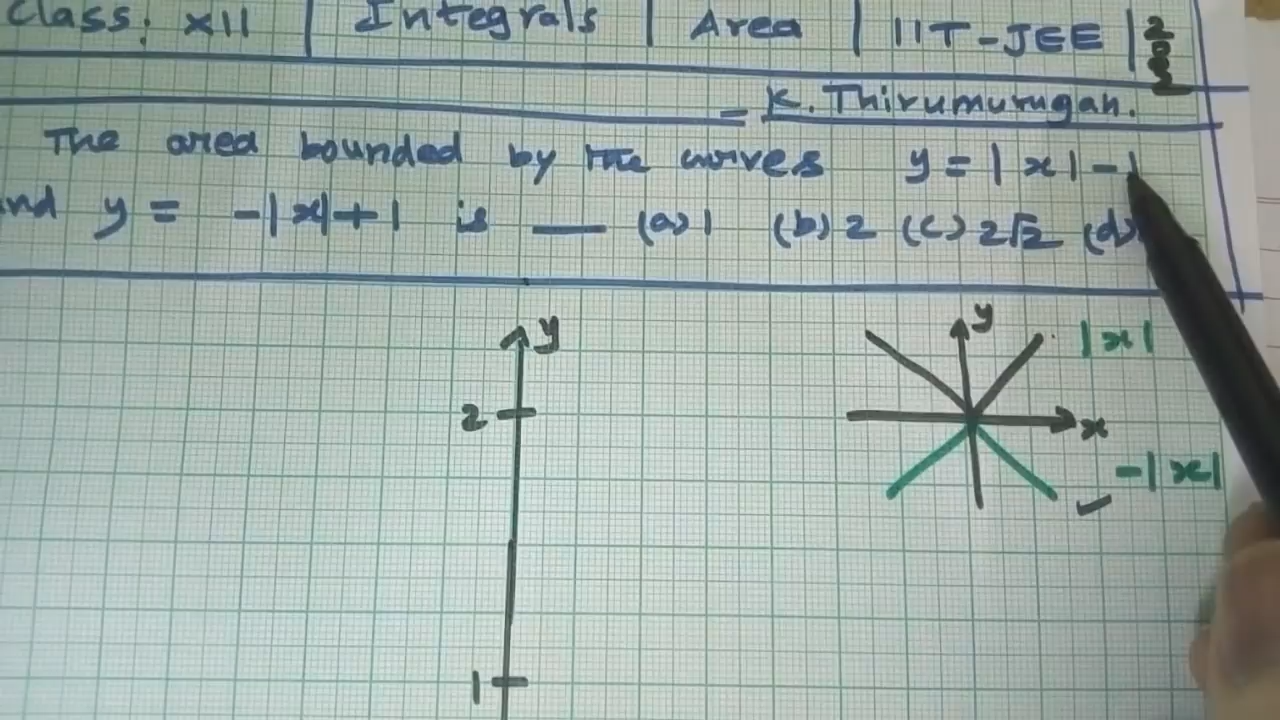 Class: XII | Integrals | Area | IIT-JEE |
= K. Thirumurugan.
The area bounded by the curves y = |x| -1
and y = -|x|+1 is ___ (a) 1 (b) 2 (c) 2√2 (d)
y
2
1
y
|x|
x
-|x|